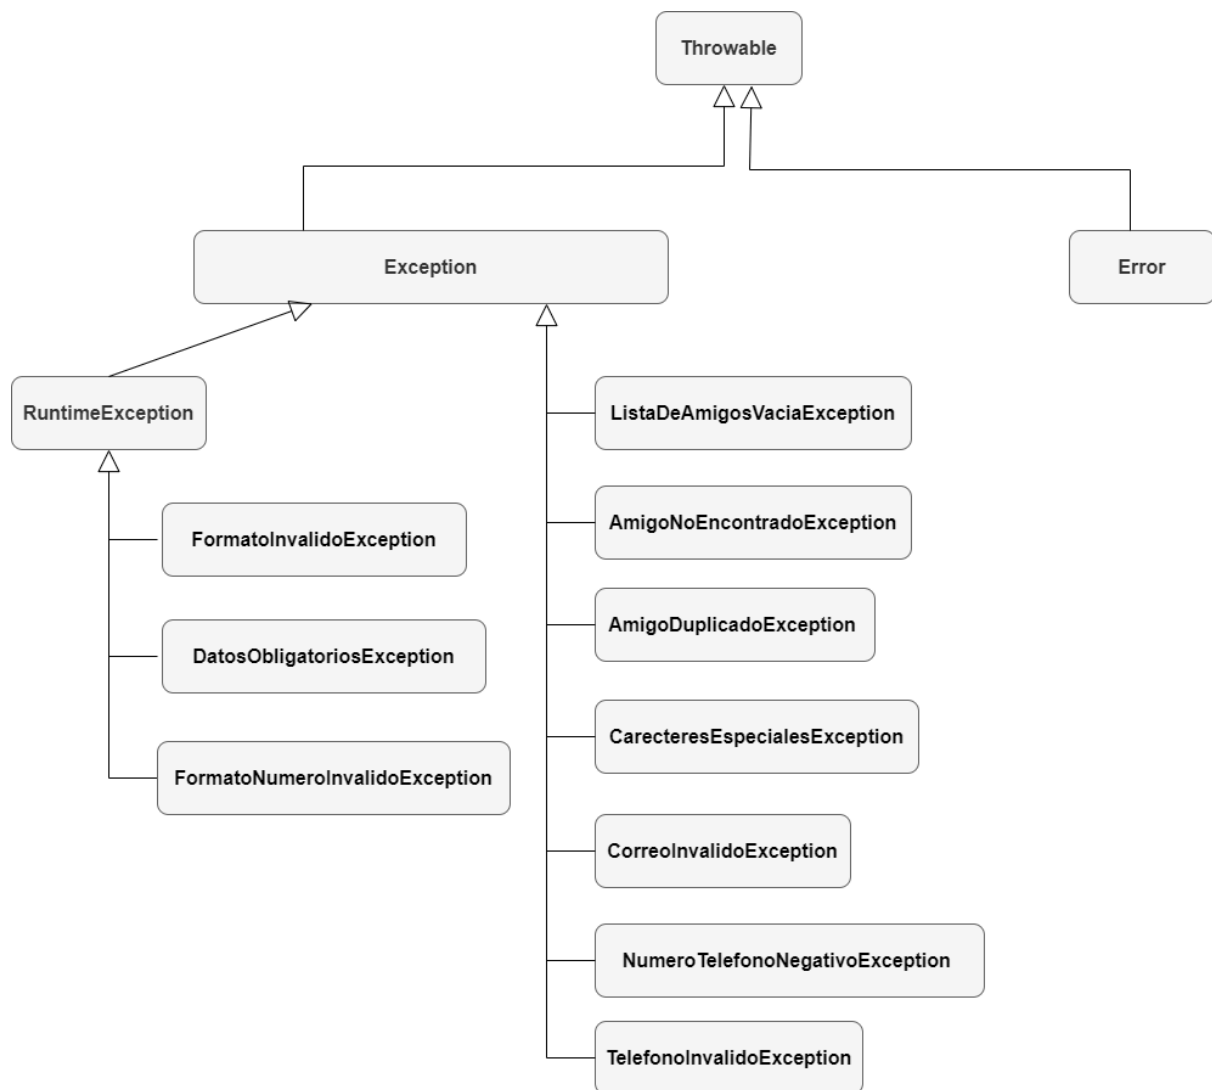 Throwable
Exception
Error
RuntimeException
ListaDeAmigosVaciaException
FormatoInvalidoException
AmigoNoEncontradoException
DatosObligatoriosException
AmigoDuplicadoException
FormatoNumeroInvalidoException
CarecteresEspecialesException
CorreoInvalidoException
NumeroTelefonoNegativoException
TelefonoInvalidoException